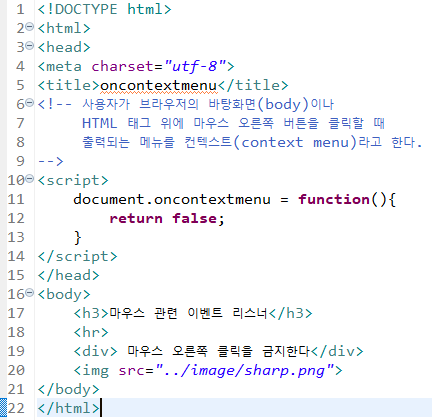 1 <!DOCTYPE html>
2 <html>
3 <head>
4 <meta charset="utf-8">
5 <title>oncontextmenu</title>
6 <!-- 사용자가 브라우저의 바탕화면(body)이나
7 HTML 태그 위에 마우스 오른쪽 버튼을 클릭할 때
8 출력되는 메뉴를 컨텍스트(context menu)라고 한다.
9 -->
10 <script>
11 document.oncontextmenu = function(){
12 return false;
13 }
14 </script>
15 </head>
16 <body>
17 <h3>마우스 관련 이벤트 리스너</h3>
18 <hr>
19 <div> 마우스 오른쪽 클릭을 금지한다</div>
20 <img src="../image/sharp.png">
21 </body>
22 </html>